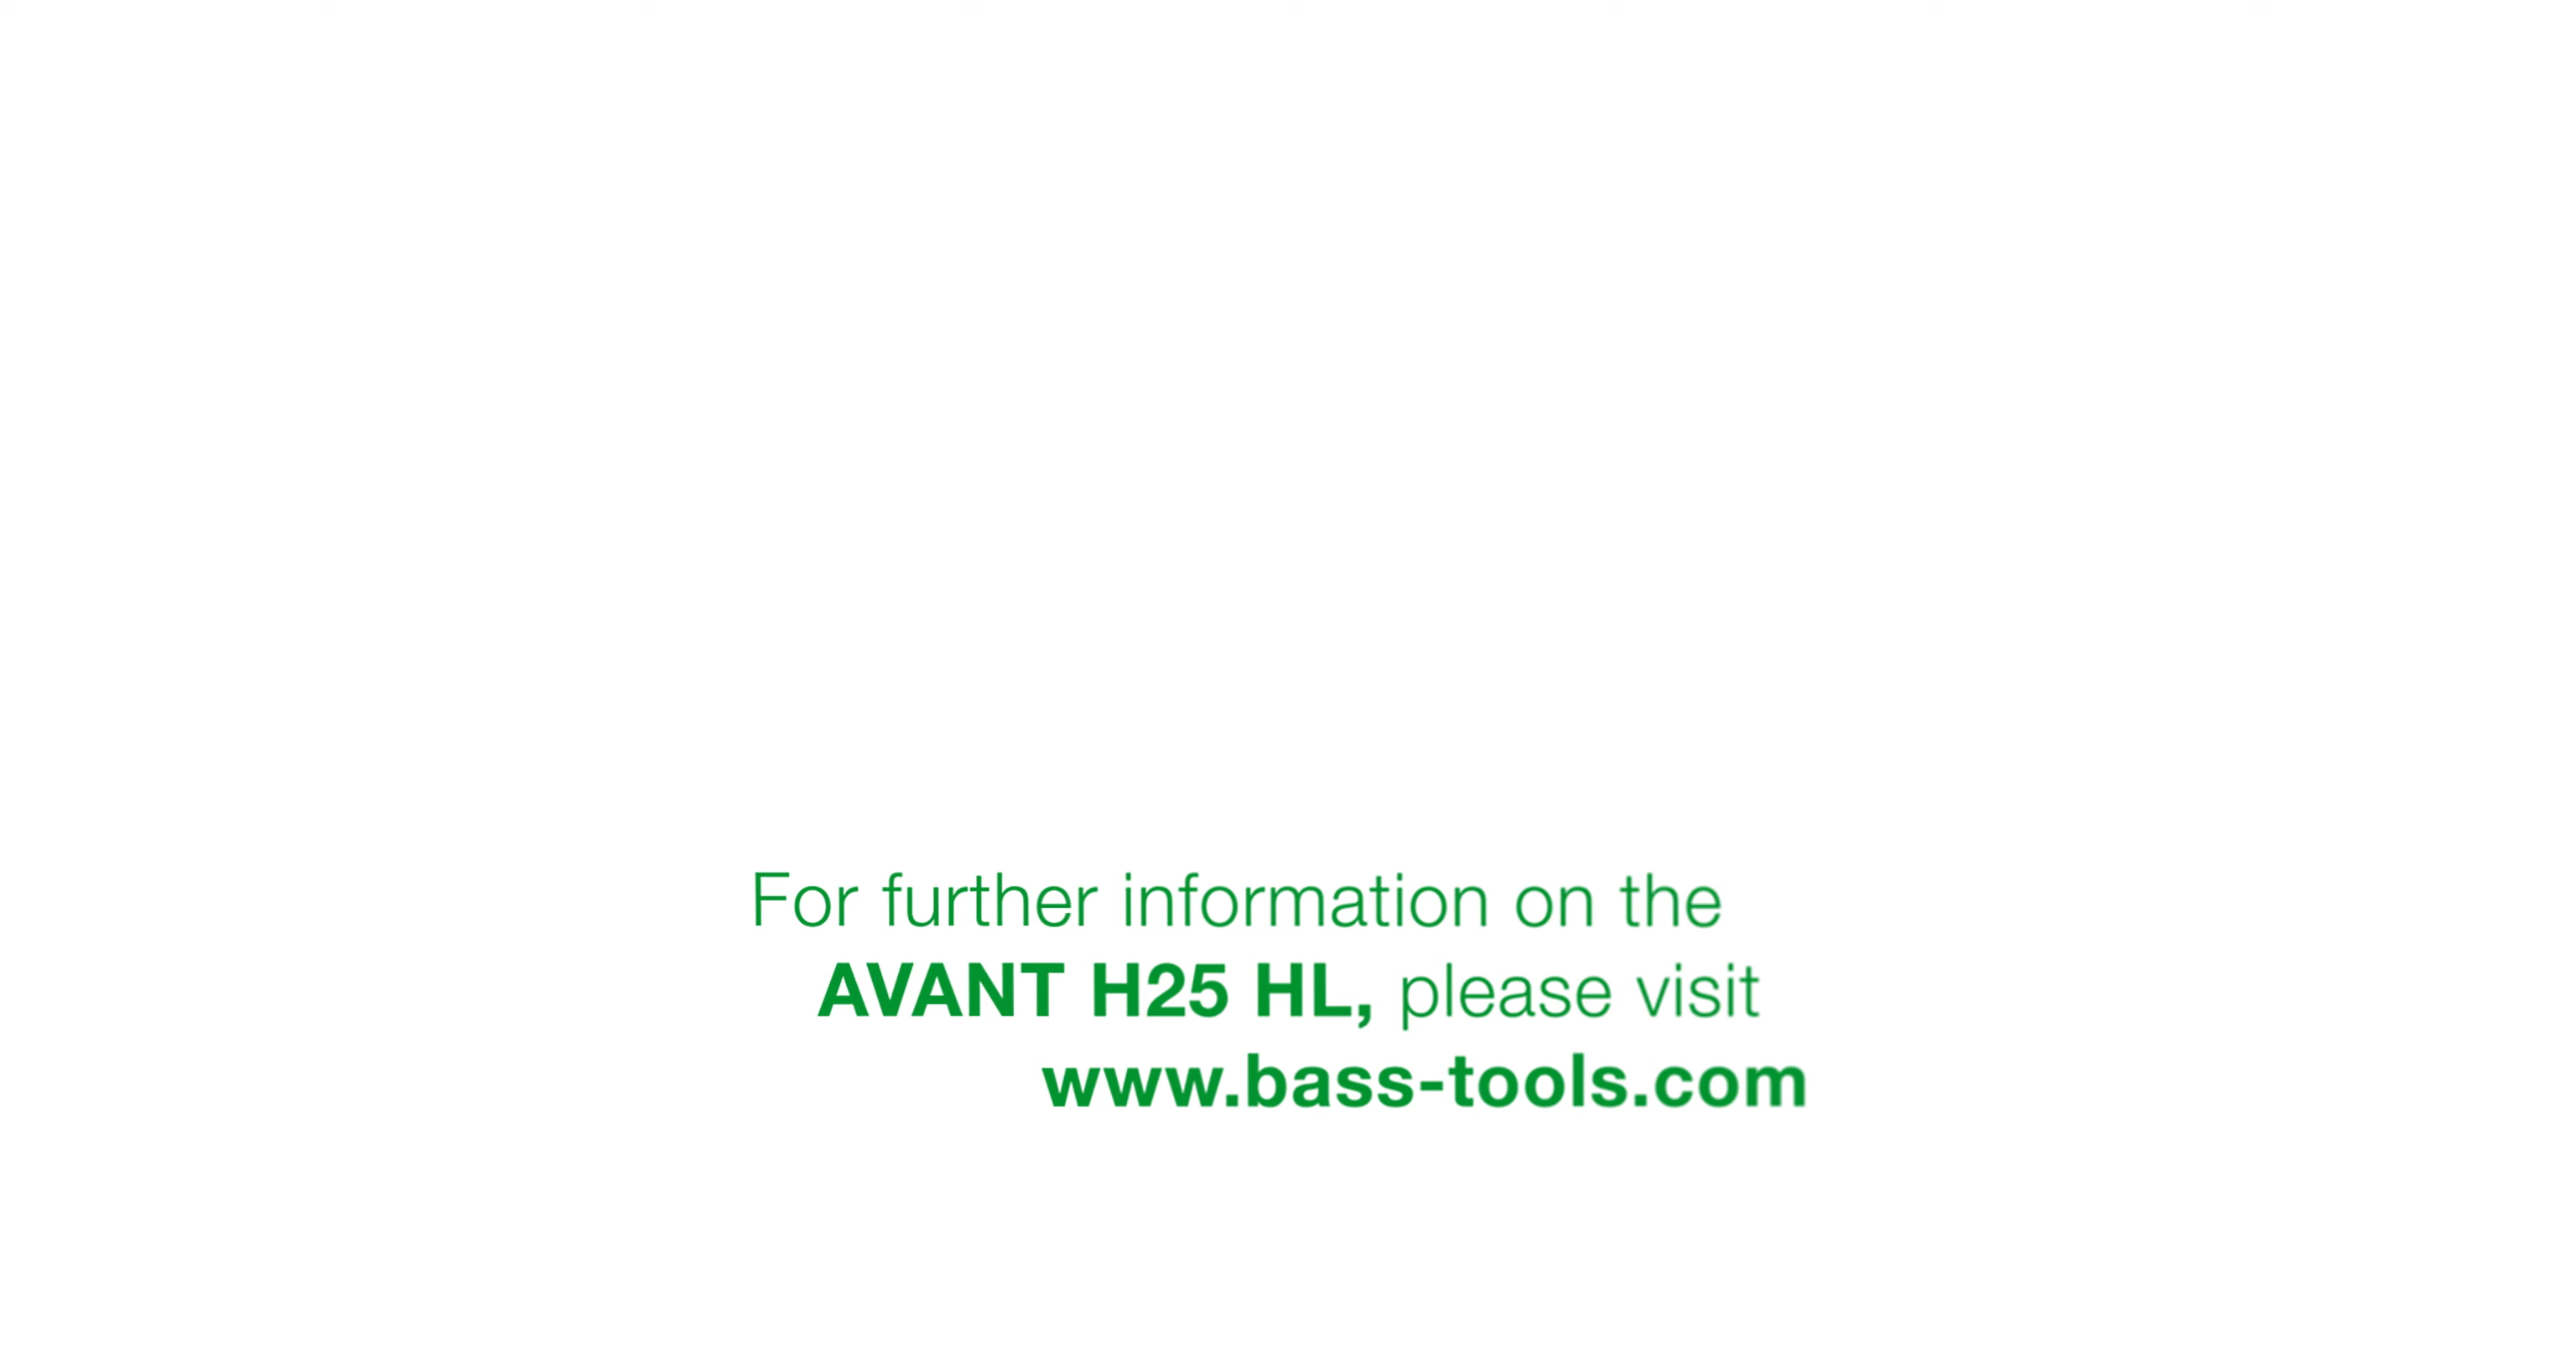 For further information on the
AVANT H25 HL, please visit
www.bass-tools.com